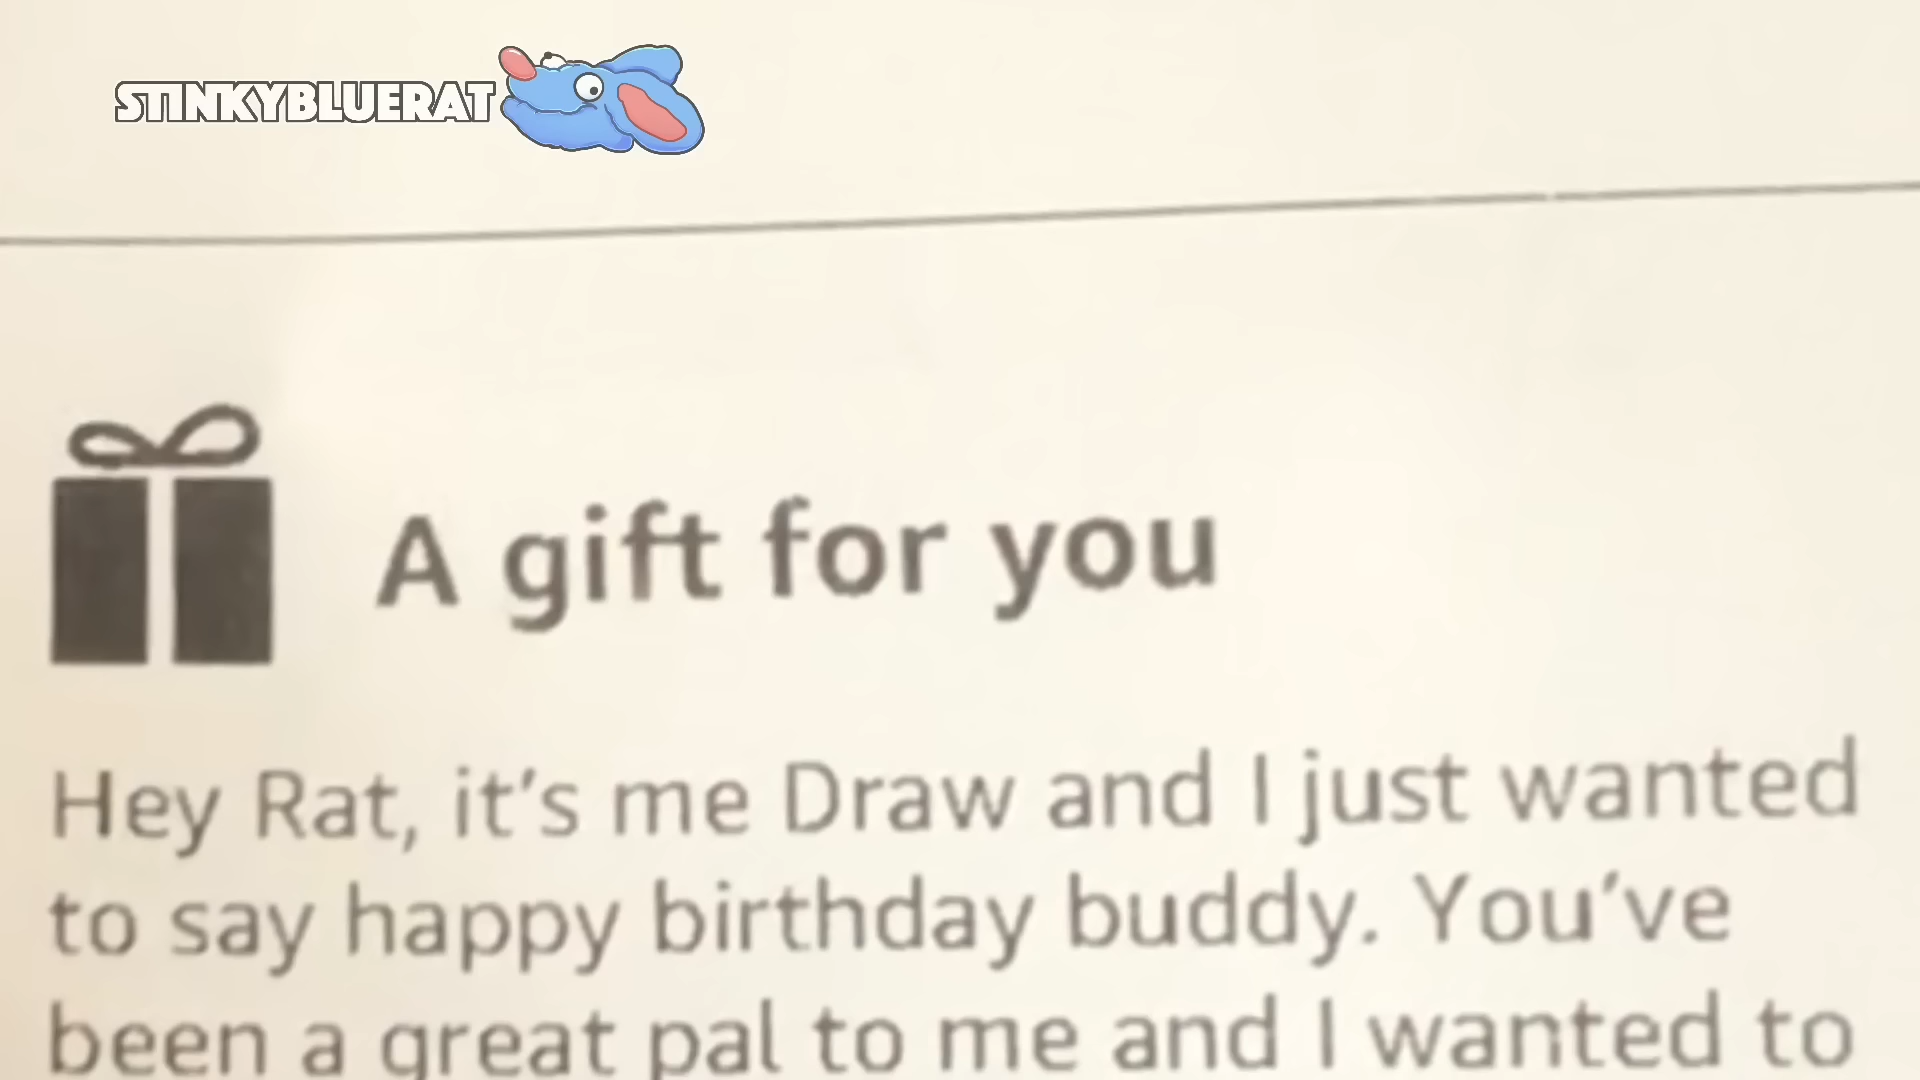 STINKYBLUERAT
A gift for you
Hey Rat, it's me Draw and I just wanted
to say happy birthday buddy. You've
been a great pal to me and I wanted to